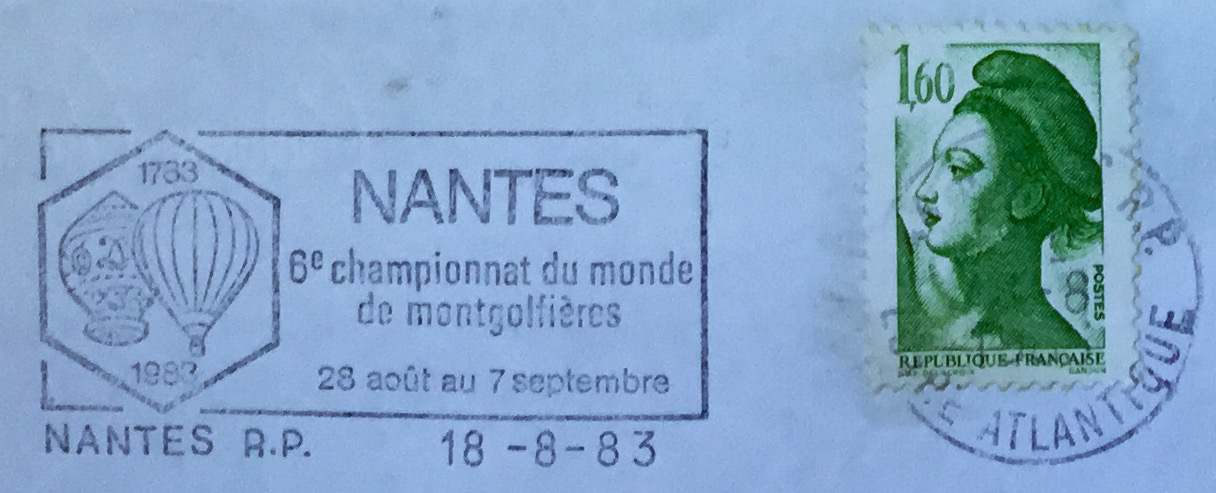 1783
1983
NANTES
6e championnat du monde
de montgolfières
28 août au 7 septembre
NANTES R.P.
18-8-83
1,60
POSTES
REPUBLIQUE FRANÇAISE
GANDON
R.P.
ATLANTIQUE